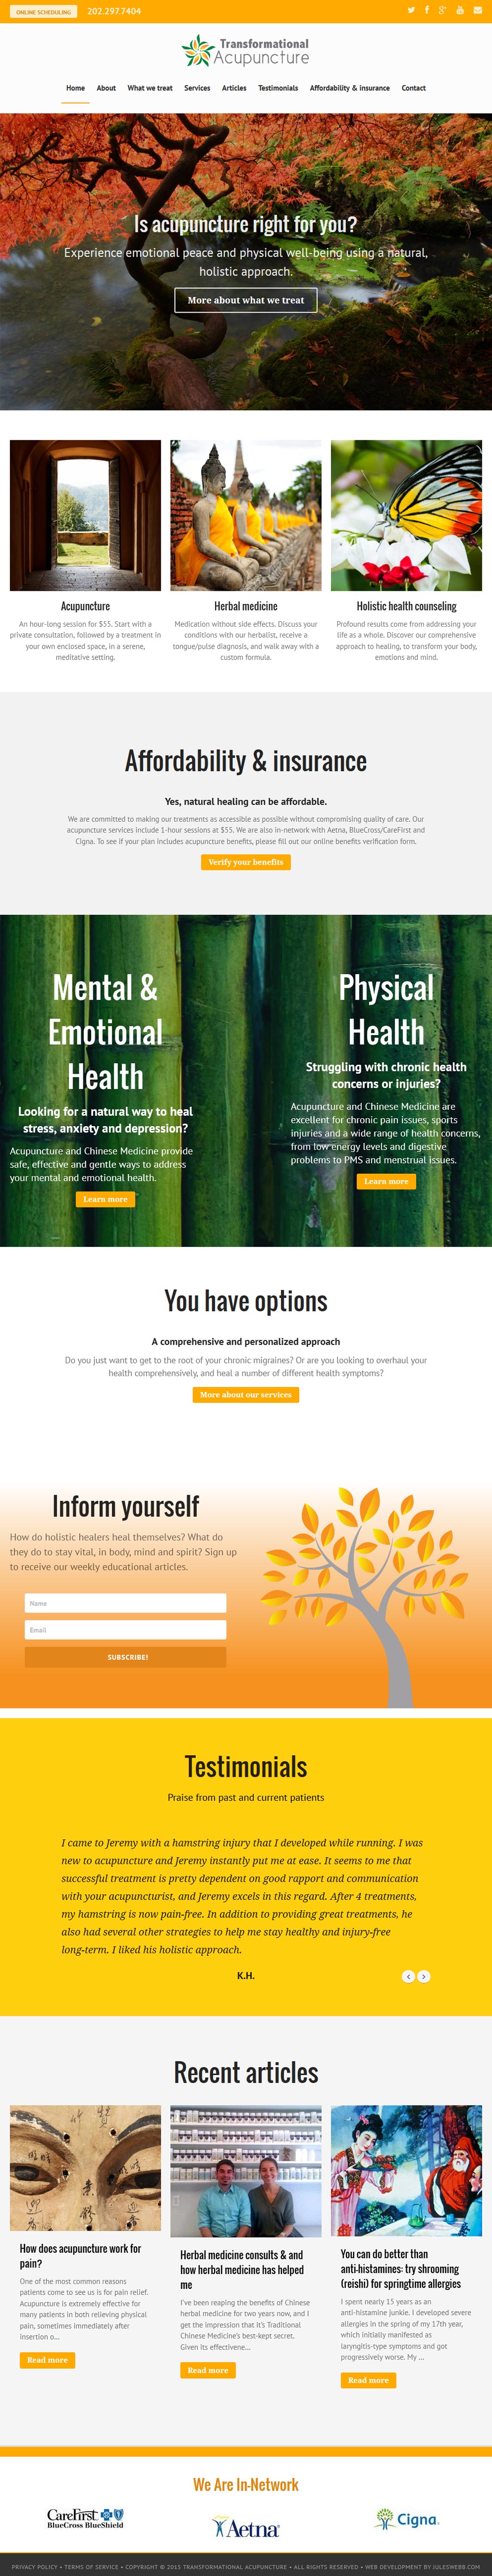 ONLINE SCHEDULING
202.297.7404
Transformational
Acupuncture
Home About What we treat Services Articles Testimonials Affordability & insurance Contact
Is acupuncture right for you?
Experience emotional peace and physical well-being using a natural,
holistic approach.
More about what we treat
Acupuncture
An hour-long session for $55. Start with a
private consultation, followed by a treatment in
your own enclosed space, in a serene,
meditative setting.
Herbal medicine
Medication without side effects. Discuss your
conditions with our herbalist, receive a
tongue/pulse diagnosis, and walk away with a
custom formula.
Holistic health counseling
Profound results come from addressing your
life as a whole. Discover our comprehensive
approach to healing, to transform your body,
emotions and mind.
Affordability & insurance
Yes, natural healing can be affordable.
We are committed to making our treatments as accessible as possible without compromising quality of care. Our
acupuncture services include 1-hour sessions at $55. We are also in-network with Aetna, BlueCross/CareFirst and
Cigna. To see if your plan includes acupuncture benefits, please fill out our online benefits verification form.
Verify your benefits
Mental &
Emotional
Health
Looking for a natural way to heal
stress, anxiety and depression?
Acupuncture and Chinese Medicine provide
safe, effective and gentle ways to address
your mental and emotional health.
Learn more
Physical
Health
Struggling with chronic health
concerns or injuries?
Acupuncture and Chinese Medicine are
excellent for chronic pain issues, sports
injuries and a wide range of health concerns,
from low energy levels and digestive
problems to PMS and menstrual issues.
Learn more
You have options
A comprehensive and personalized approach
Do you just want to get to the root of your chronic migraines? Or are you looking to overhaul your
health comprehensively, and heal a number of different health symptoms?
More about our services
Inform yourself
How do holistic healers heal themselves? What do
they do to stay vital, in body, mind and spirit? Sign up
to receive our weekly educational articles.
Name
Email
SUBSCRIBE!
Testimonials
Praise from past and current patients
I came to Jeremy with a hamstring injury that I developed while running. I was
new to acupuncture and Jeremy instantly put me at ease. It seems to me that
successful treatment is pretty dependent on good rapport and communication
with your acupuncturist, and Jeremy excels in this regard. After 4 treatments,
my hamstring is now pain-free. In addition to providing great treatments, he
also had several other strategies to help me stay healthy and injury-free
long-term. I liked his holistic approach.
K.H.
Recent articles
How does acupuncture work for
pain?
One of the most common reasons
patients come to see us is for pain relief.
Acupuncture is extremely effective for
many patients in both relieving physical
pain, sometimes immediately after
insertion o...
Read more
Herbal medicine consults & and
how herbal medicine has helped
me
I've been reaping the benefits of Chinese
herbal medicine for two years now, and I
get the impression that it's Traditional
Chinese Medicine's best-kept secret.
Given its effectivene...
Read more
You can do better than
anti-histamines: try shrooming
(reishi) for springtime allergies
I spent nearly 15 years as an
anti-histamine junkie. I developed severe
allergies in the spring of my 17th year,
which initially manifested as
laryngitis-type symptoms and got
progressively worse. My ...
Read more
We Are In-Network
CareFirst
BlueCross BlueShield
Aetna
Cigna
PRIVACY POLICY • TERMS OF SERVICE • COPYRIGHT © 2015 TRANSFORMATIONAL ACUPUNCTURE • ALL RIGHTS RESERVED • WEB DEVELOPMENT BY JULESWEBB.COM